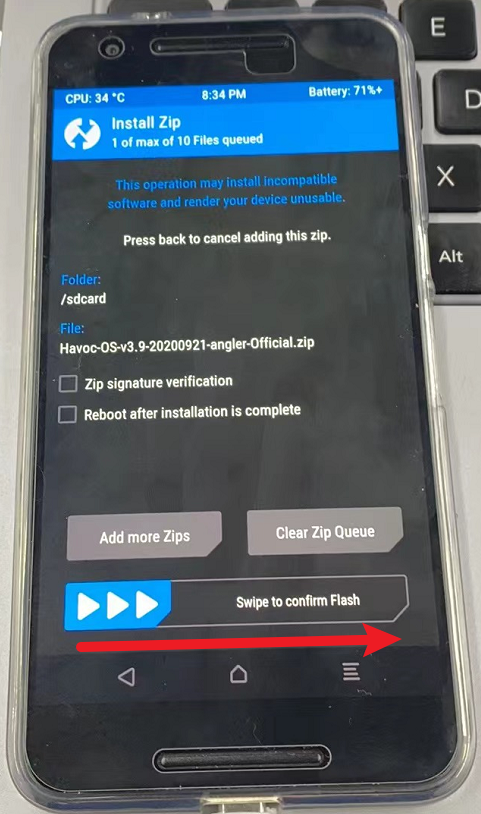 E
CPU: 34 °C 8:34 PM Battery: 71%+
D
Install Zip
1 of max of 10 Files queued
This operation may install incompatible
software and render your device unusable.
X
Press back to cancel adding this zip.
Alt
Folder:
/sdcard
File:
Havoc-OS-v3.9-20200921-angler-Official.zip
Zip signature verification
Reboot after installation is complete
Add more Zips Clear Zip Queue
Swipe to confirm Flash